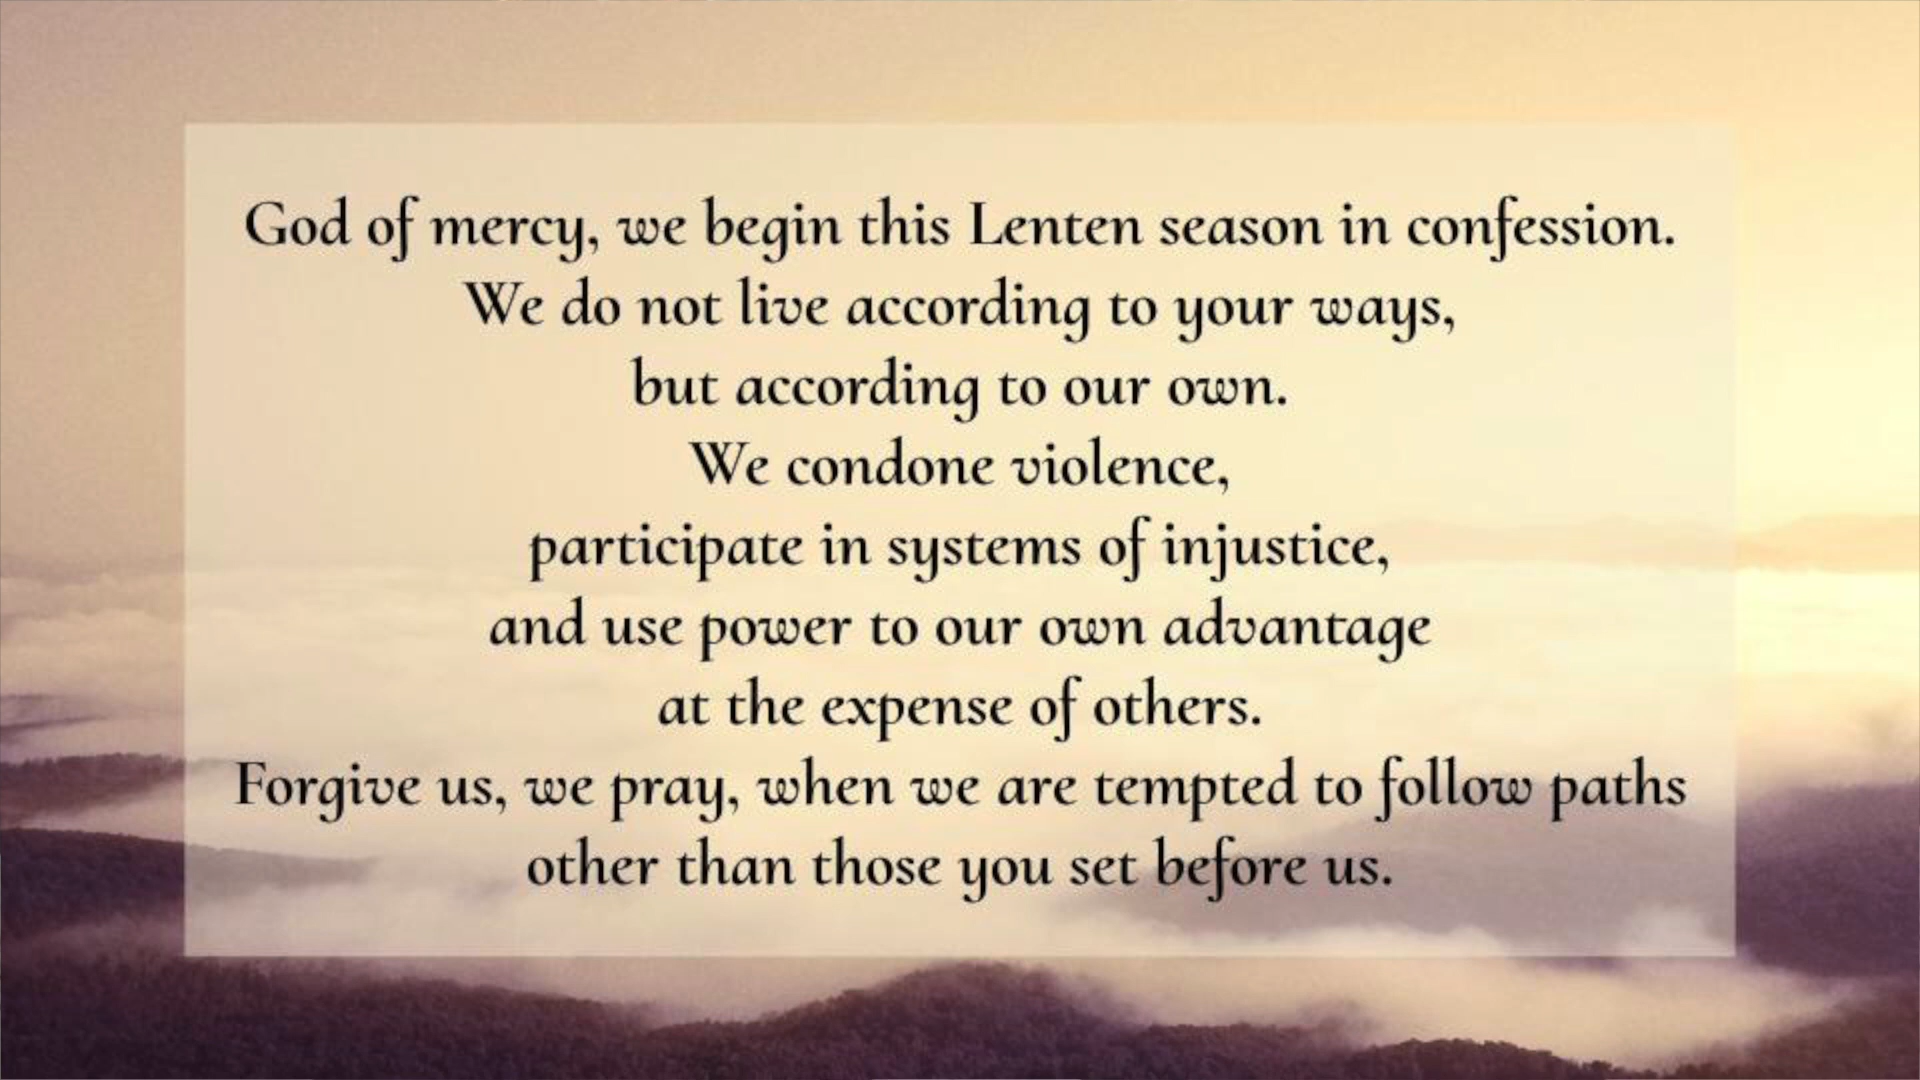 God of mercy, we begin this Lenten season in confession.
We do not live according to your ways,
but according to our own.
We condone violence,
participate in systems of injustice,
and use power to our own advantage
at the expense of others.
Forgive us, we pray, when we are tempted to follow paths
other than those you set before us.